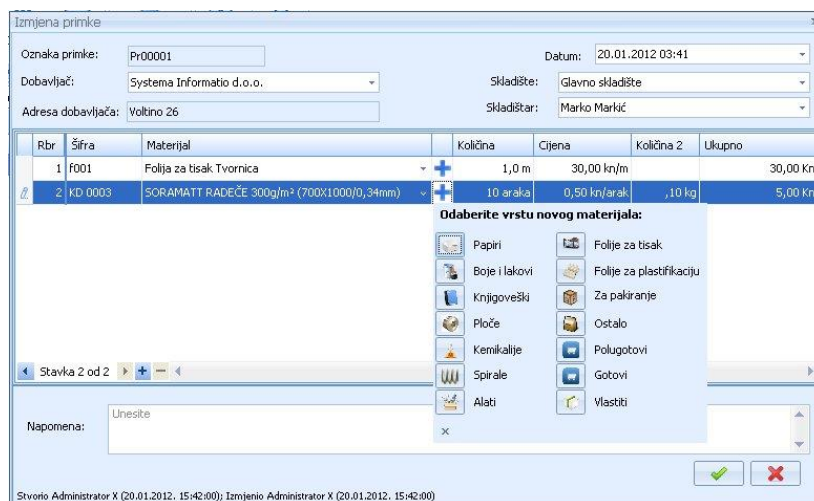 Izmjena primke
Oznaka primke: Pr00001 Datum: 20.01.2012 03:41
Dobavljač: Systema Informatio d.o.o. Skladište: Glavno skladište
Adresa dobavljača: Voltino 26 Skladištar: Marko Markić
Rbr Šifra Materijal Količina Cijena Količina 2 Ukupno
1 f001 Folija za tisak Tvornica 1,0 m 30,00 kn/m 30,00 Kn
2 KD 0003 SORAMATT RADEČE 300g/m² (700X1000/0,34mm) 10 araka 0,50 kn/arak ,10 kg 5,00 Kn
Odaberite vrstu novog materijala:
Papiri Folije za tisak
Boje i lakovi Folije za plastifikaciju
Knjigoveški Za pakiranje
Ploče Ostalo
Kemikalije Polugotovi
Spirale Gotovi
Alati Vlastiti
Stavka 2 od 2
Napomena: Unesite
Stvorio Administrator X (20.01.2012. 15:42:00); Izmjenio Administrator X (20.01.2012. 15:42:00)